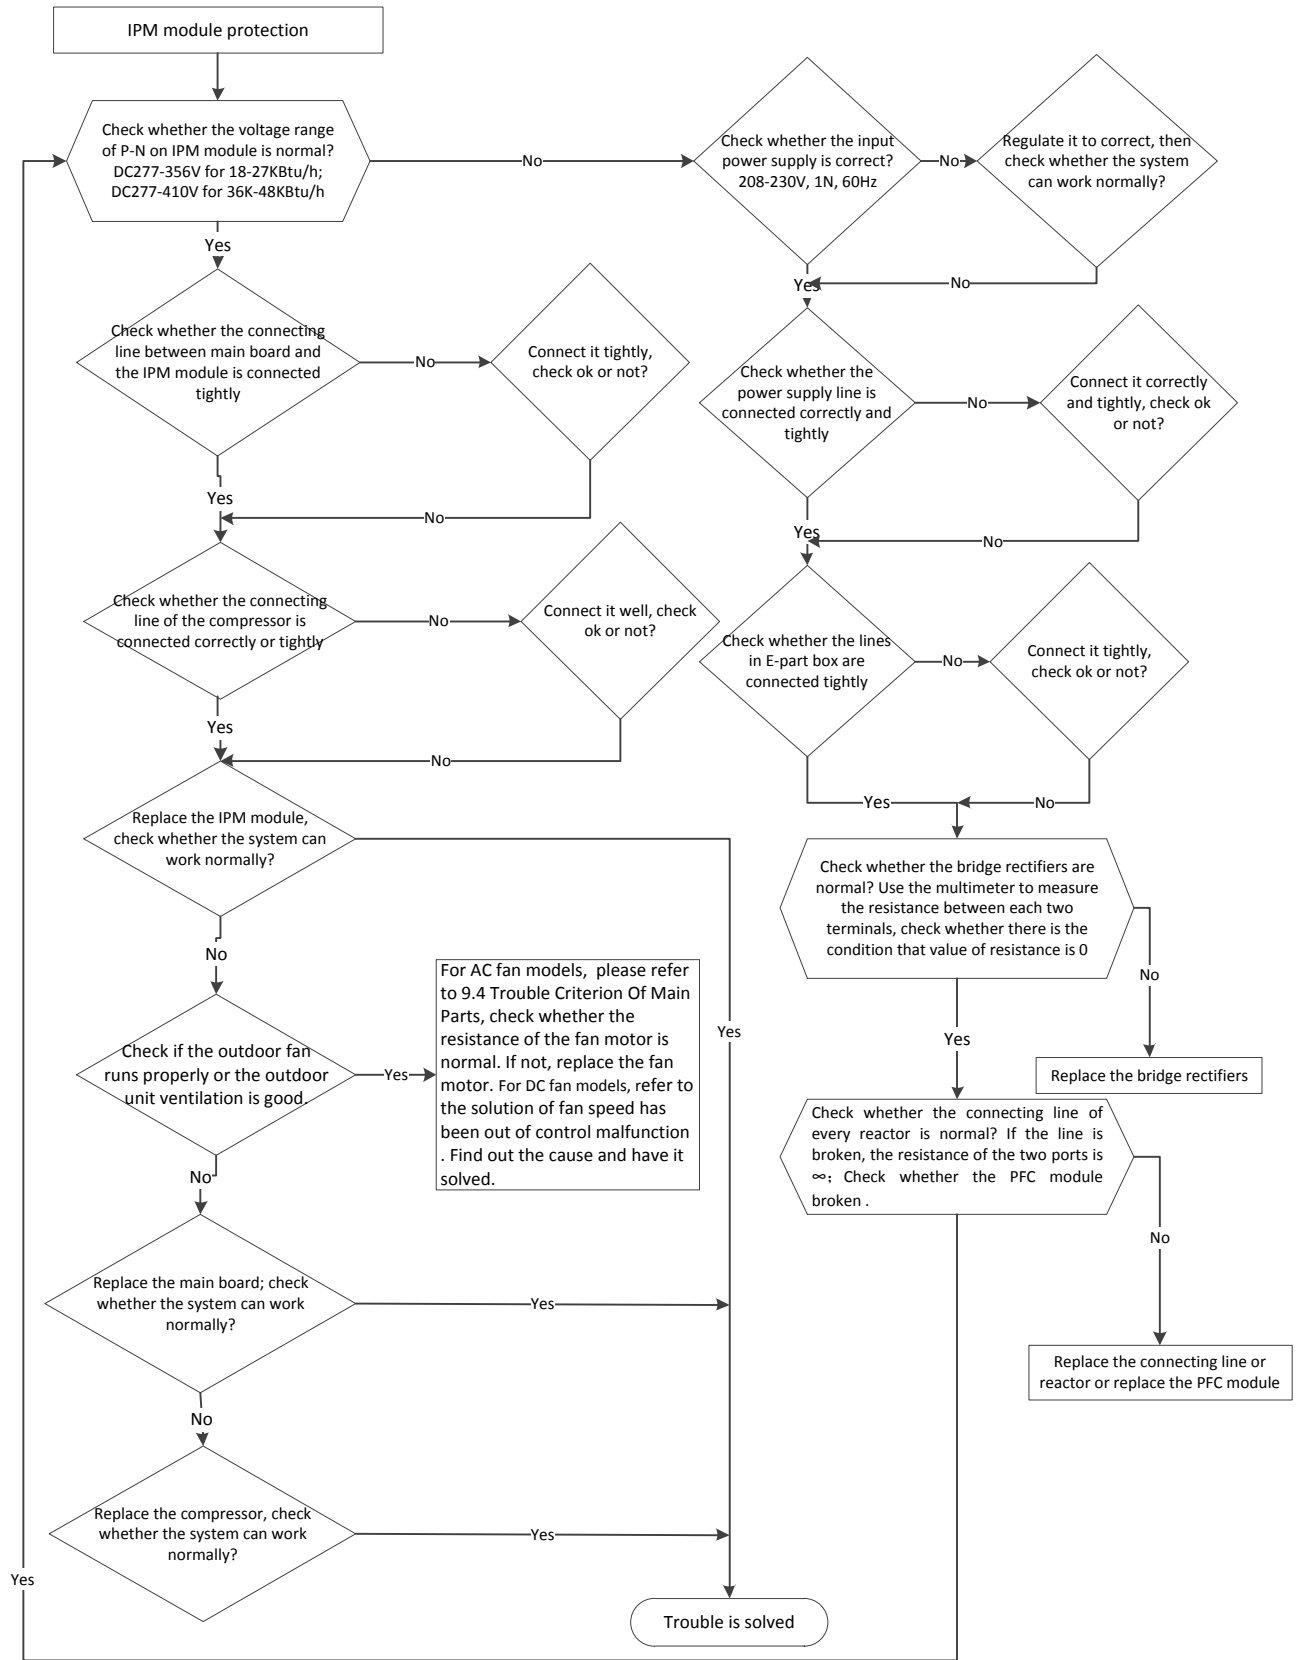 IPM module protection
Check whether the voltage range
of P-N on IPM module is normal?
DC277-356V for 18-27KBtu/h;
DC277-410V for 36K-48KBtu/h
No
Check whether the input
power supply is correct?
208-230V, 1N, 60Hz
No
Regulate it to correct, then
check whether the system
can work normally?
Yes
Yes
No
Check whether the connecting
line between main board and
the IPM module is connected
tightly
No
Connect it tightly,
check ok or not?
Check whether the
power supply line is
connected correctly and
tightly
No
Connect it correctly
and tightly, check ok
or not?
Yes
No
Yes
No
Check whether the connecting
line of the compressor is
connected correctly or tightly
No
Connect it well, check
ok or not?
Check whether the lines
in E-part box are
connected tightly
No
Connect it tightly,
check ok or not?
Yes
No
Yes
No
Replace the IPM module,
check whether the system can
work normally?
Check whether the bridge rectifiers are
normal? Use the multimeter to measure
the resistance between each two
terminals, check whether there is the
condition that value of resistance is 0
No
No
Yes
Yes
Check if the outdoor fan
runs properly or the outdoor
unit ventilation is good.
Yes
For AC fan models,  please refer
to 9.4 Trouble Criterion Of Main
Parts, check whether the
resistance of the fan motor is
normal. If not, replace the fan
motor. For DC fan models, refer to
the solution of fan speed has
been out of control malfunction
. Find out the cause and have it
solved.
Replace the bridge rectifiers
Check whether the connecting line of
every reactor is normal? If the line is
broken, the resistance of the two ports is
∞; Check whether the PFC module
broken .
No
No
Replace the main board; check
whether the system can work
normally?
Yes
Replace the connecting line or
reactor or replace the PFC module
No
Replace the compressor, check
whether the system can work
normally?
Yes
Yes
Trouble is solved